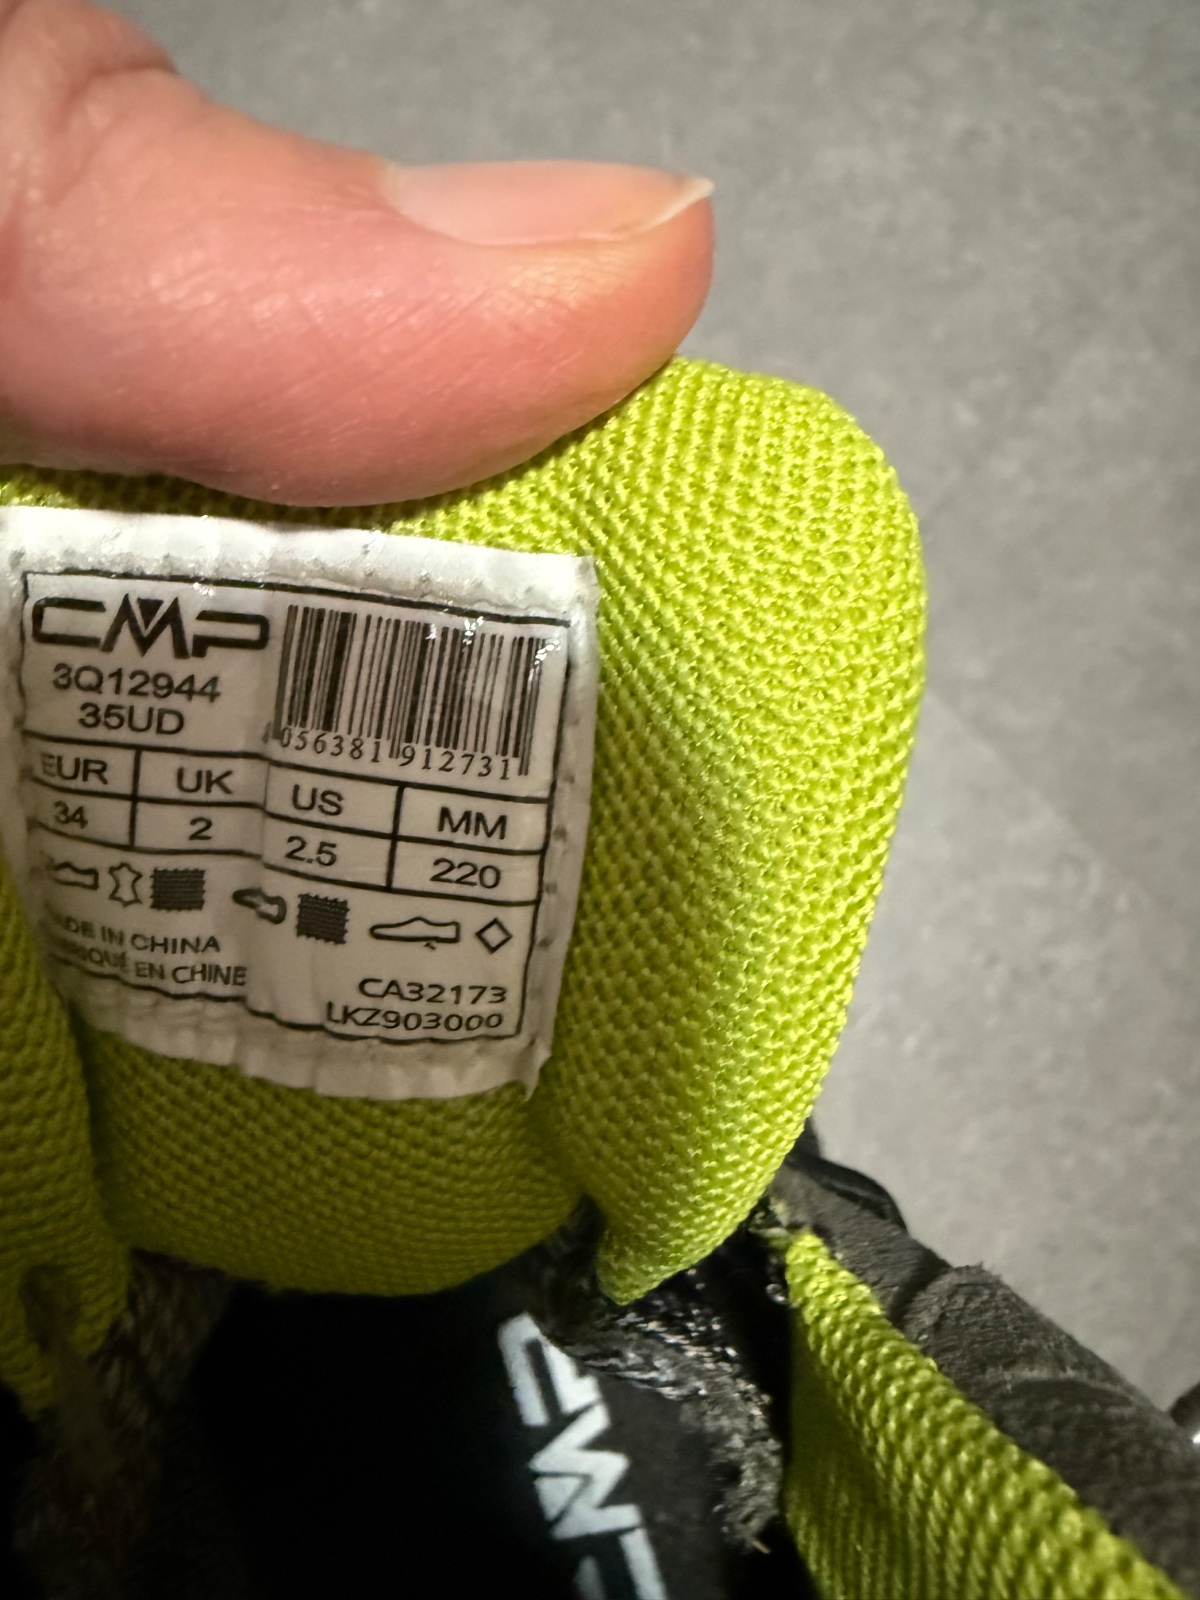 CMP
3Q12944
35UD
056381 912731
EUR UK US MM
34 2 2.5 220
MADE IN CHINA
FABRIQUÉ EN CHINE
CA32173
LKZ903000
CMP